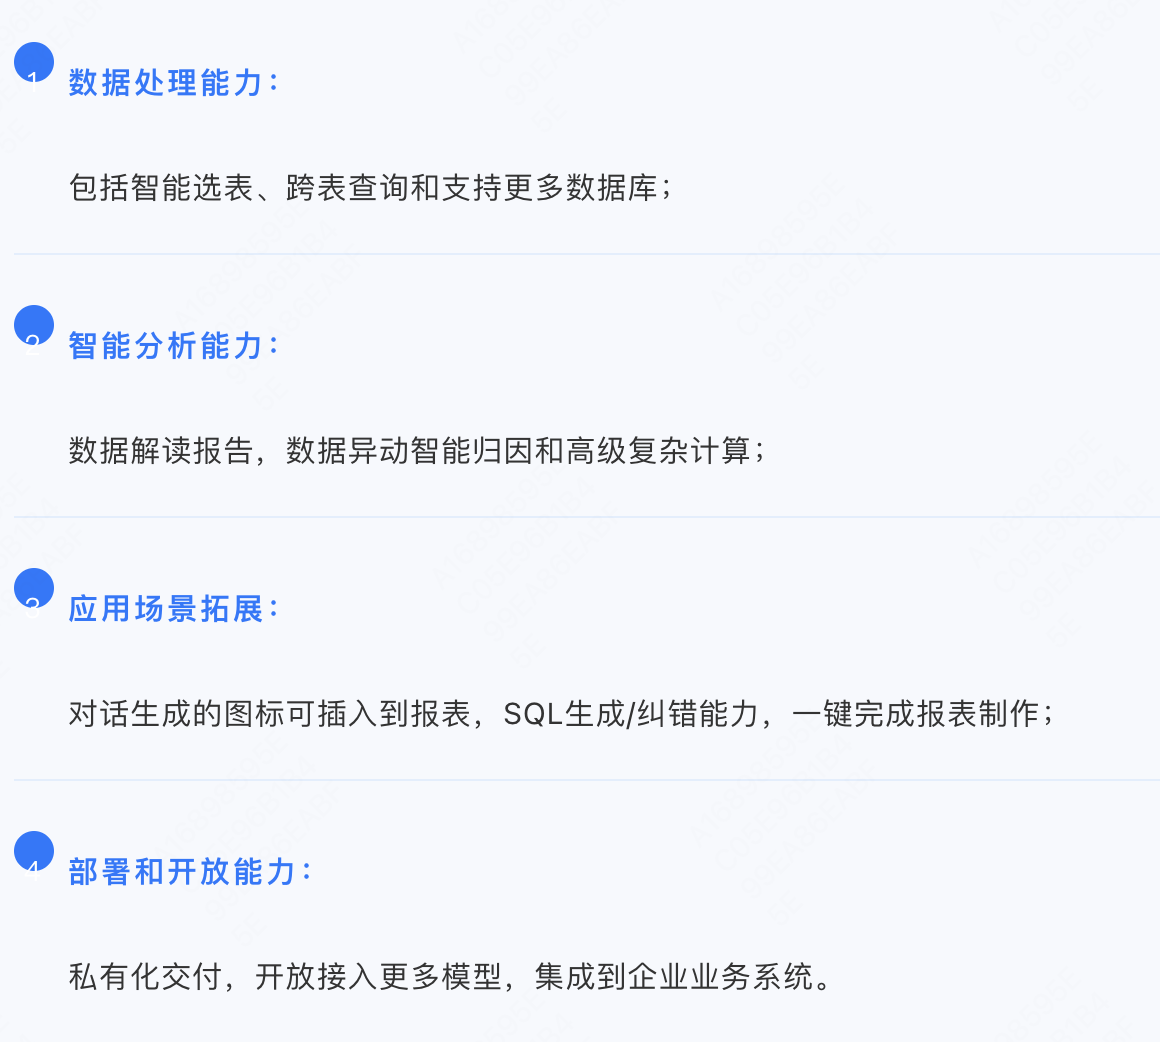 1
数据处理能力：
包括智能选表、跨表查询和支持更多数据库；
2
智能分析能力：
数据解读报告，数据异动智能归因和高级复杂计算；
3
应用场景拓展：
对话生成的图标可插入到报表，SQL生成/纠错能力，一键完成报表制作；
4
部署和开放能力：
私有化交付，开放接入更多模型，集成到企业业务系统。